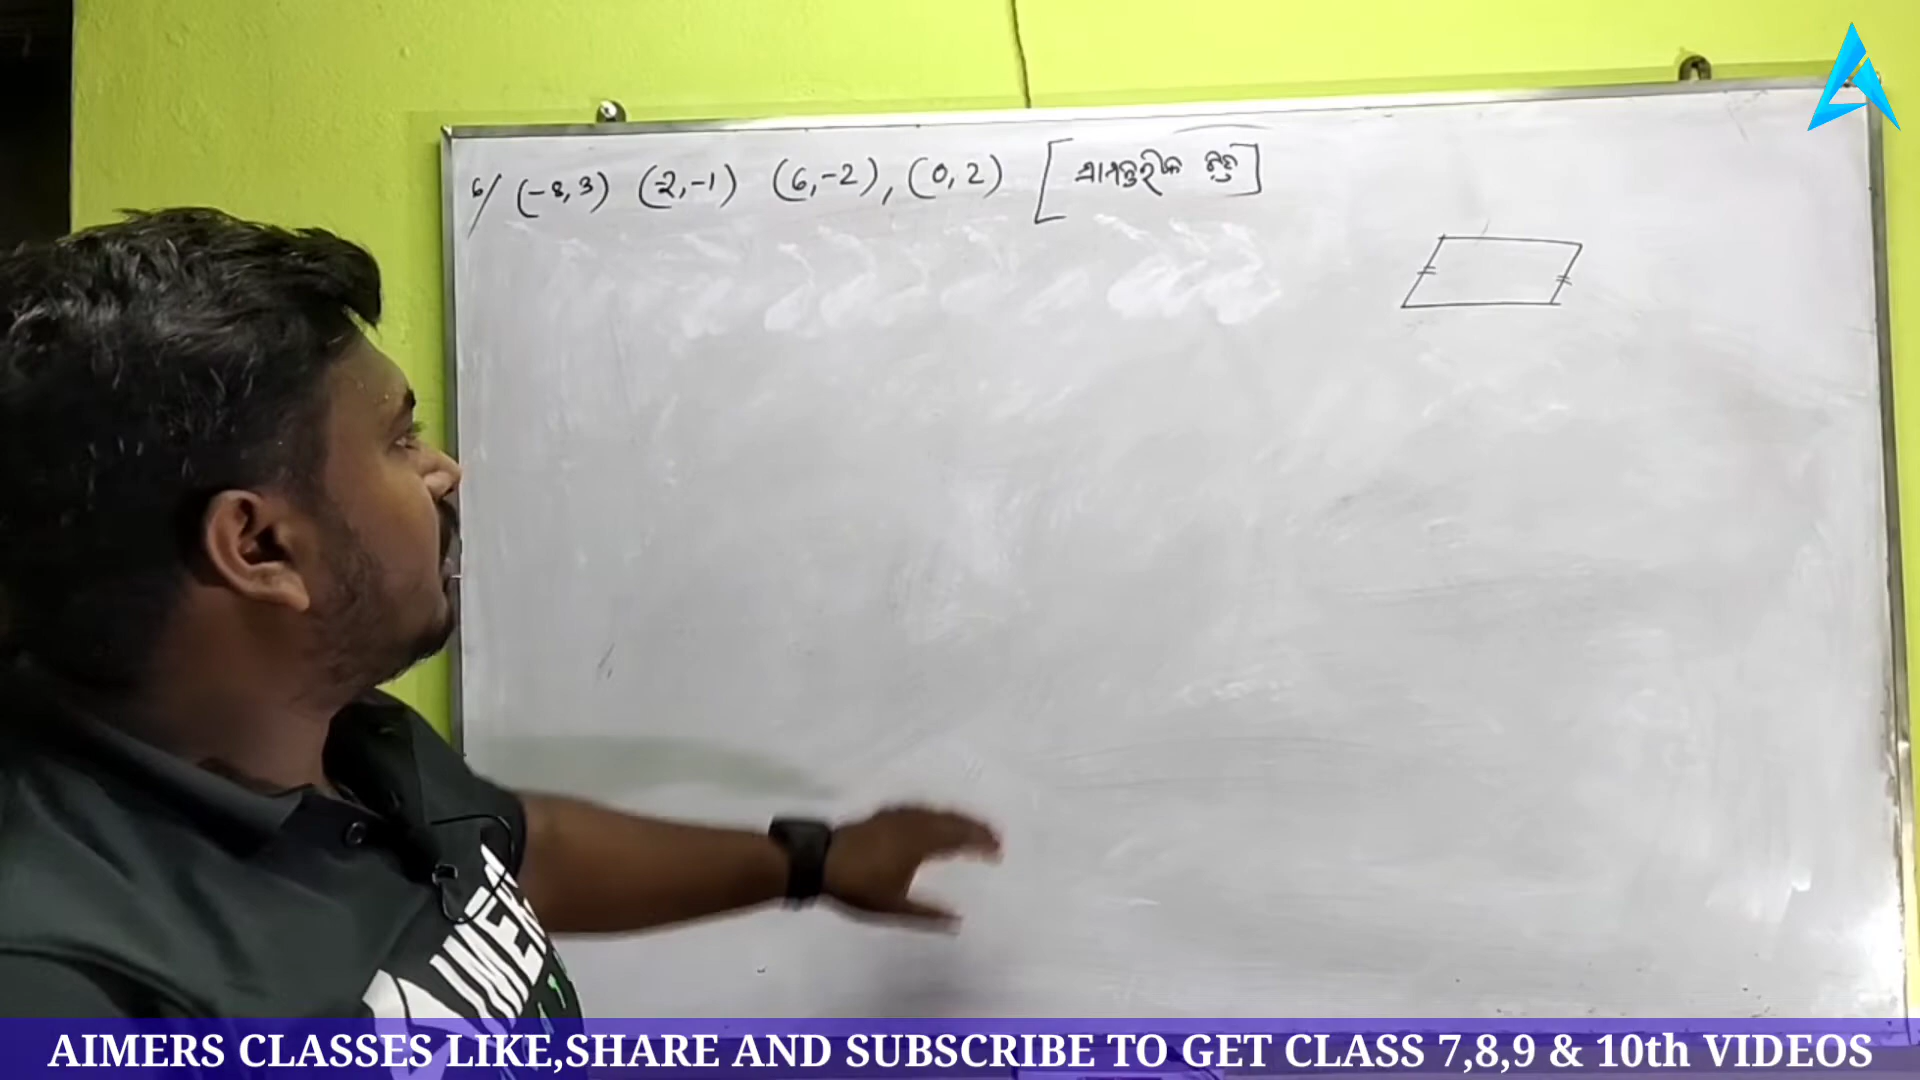 6/ (-8,3) (-2,-1) (6,-2), (0,2) [ସାମନ୍ତରୀକ ନୁହଁ]
AIMERS
AIMERS CLASSES LIKE,SHARE AND SUBSCRIBE TO GET CLASS 7,8,9 & 10th VIDEOS